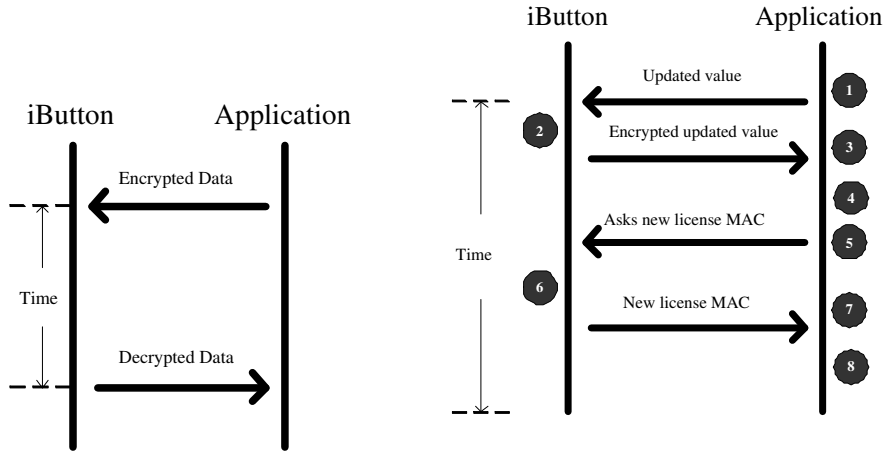 iButton
Application
Encrypted Data
Time
Decrypted Data
iButton
Application
Updated value
1
2
Encrypted updated value
3
4
Asks new license MAC
5
Time
6
New license MAC
7
8